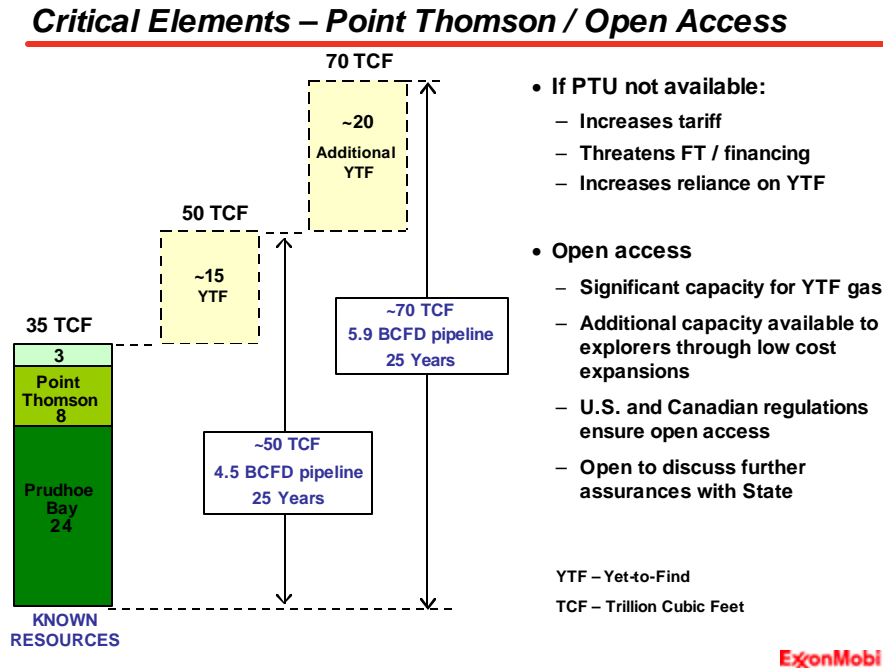 Critical Elements – Point Thomson / Open Access
70 TCF
~20
Additional
YTF
50 TCF
~15
YTF
35 TCF
3
Point
Thomson
8
Prudhoe
Bay
24
KNOWN
RESOURCES
~70 TCF
5.9 BCFD pipeline
25 Years
~50 TCF
4.5 BCFD pipeline
25 Years
• If PTU not available:
– Increases tariff
– Threatens FT / financing
– Increases reliance on YTF
• Open access
– Significant capacity for YTF gas
– Additional capacity available to
explorers through low cost
expansions
– U.S. and Canadian regulations
ensure open access
– Open to discuss further
assurances with State
YTF – Yet-to-Find
TCF – Trillion Cubic Feet
ExxonMobi